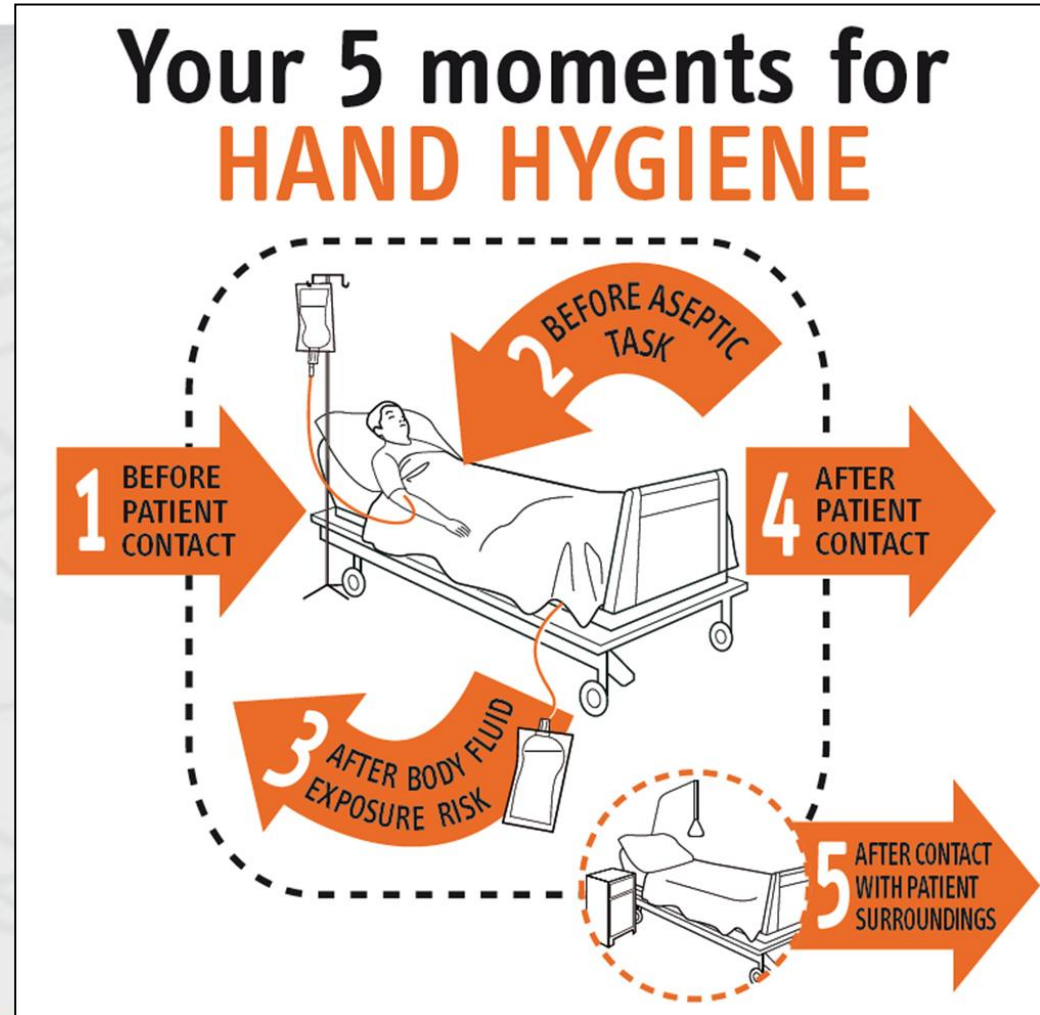 Your 5 moments for
HAND HYGIENE
1 BEFORE
PATIENT
CONTACT
2 BEFORE ASEPTIC
TASK
3 AFTER BODY FLUID
EXPOSURE RISK
4 AFTER
PATIENT
CONTACT
5 AFTER CONTACT
WITH PATIENT
SURROUNDINGS